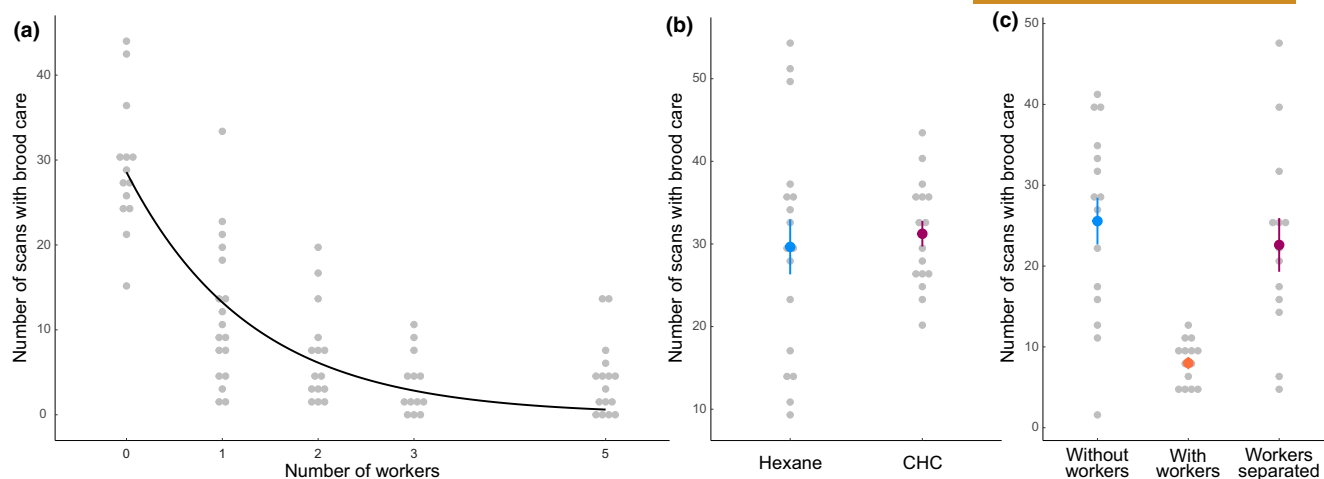 (a)
Number of scans with brood care
40
30
20
10
0
0 1 2 3 5
Number of workers
(b)
Number of scans with brood care
50
40
30
20
10
Hexane CHC
(c)
Number of scans with brood care
50
40
30
20
10
0
Without With Workers
workers workers separated